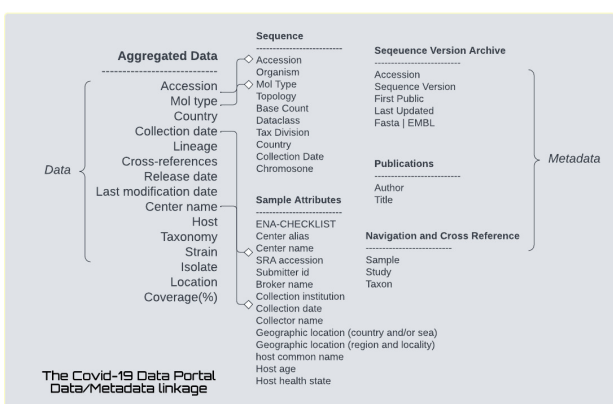 Data
Aggregated Data
---------------------------
Accession
Mol type
Country
Collection date
Lineage
Cross-references
Release date
Last modification date
Center name
Host
Taxonomy
Strain
Isolate
Location
Coverage(%)
Sequence
---------------------------
Accession
Organism
Mol Type
Topology
Base Count
Dataclass
Tax Division
Country
Collection Date
Chromosone
Sample Attributes
---------------------------
ENA-CHECKLIST
Center alias
Center name
SRA accession
Submitter id
Broker name
Collection institution
Collection date
Collector name
Geographic location (country and/or sea)
Geographic location (region and locality)
host common name
Host age
Host health state
Seqeuence Version Archive
---------------------------
Accession
Sequence Version
First Public
Last Updated
Fasta | EMBL
Publications
---------------------------
Author
Title
Navigation and Cross Reference
---------------------------
Sample
Study
Taxon
Metadata
The Covid-19 Data Portal
Data/Metadata linkage